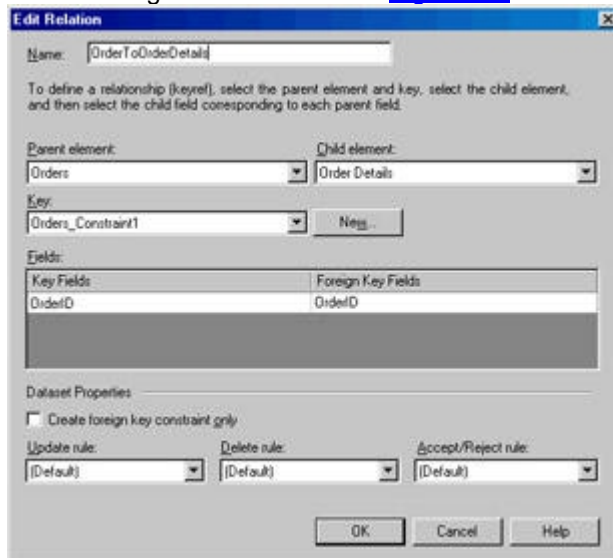 Edit Relation
Name: OrderToOrderDetails
To define a relationship (keyref), select the parent element and key, select the child element,
and then select the child field corresponding to each parent field.
Parent element: Child element:
Orders Order Details
Key:
Orders_Constraint1 New...
Fields:
Key Fields Foreign Key Fields
OrderID OrderID
Dataset Properties
Create foreign key constraint only
Update rule: Delete rule: Accept/Reject rule:
(Default) (Default) (Default)
OK Cancel Help